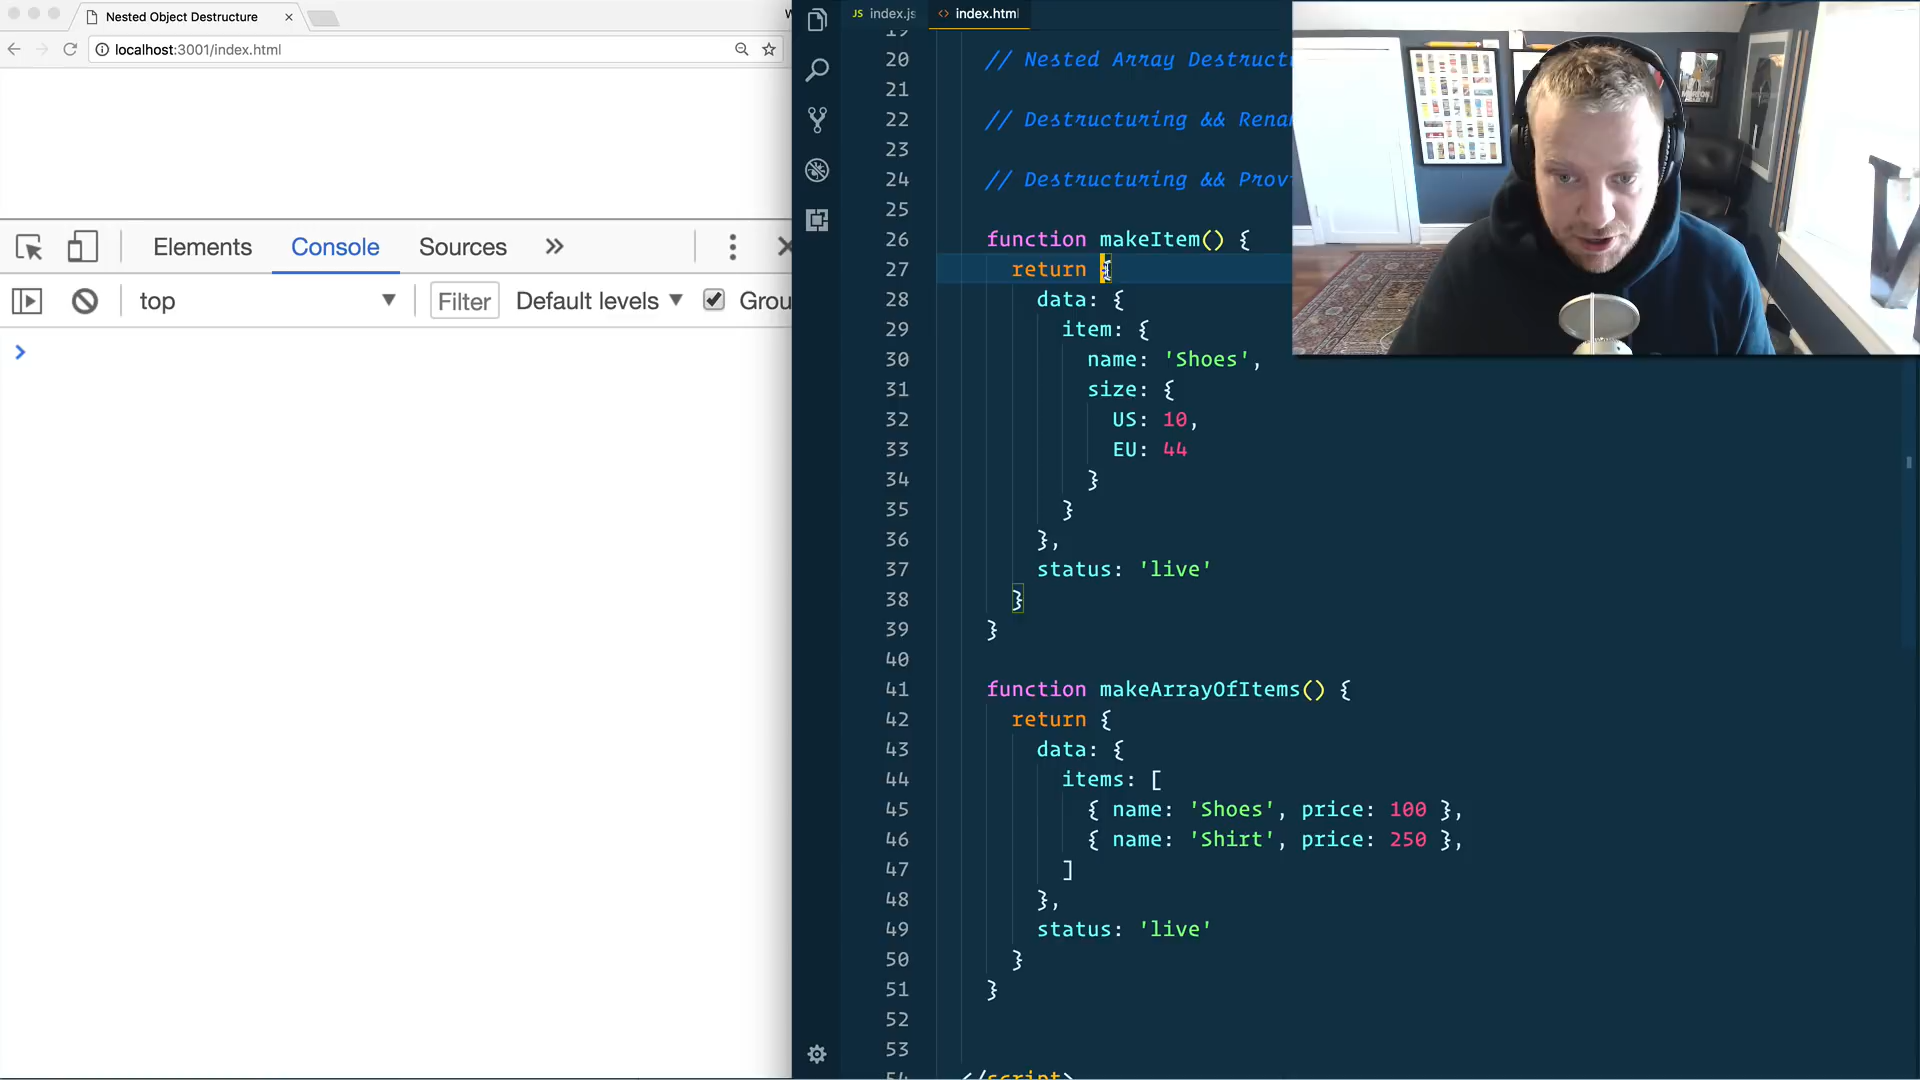 Nested Object Destructure
localhost:3001/index.html
Elements
Console
Sources
top
Filter
Default levels
Grou
JS index.js
<> index.html
19
20 // Nested Array Destruct
21
22 // Destructuring && Rena
23
24 // Destructuring && Prov
25
26 function makeItem() {
27 return {
28 data: {
29 item: {
30 name: 'Shoes',
31 size: {
32 US: 10,
33 EU: 44
34 }
35 }
36 },
37 status: 'live'
38 }
39 }
40
41 function makeArrayOfItems() {
42 return {
43 data: {
44 items: [
45 { name: 'Shoes', price: 100 },
46 { name: 'Shirt', price: 250 },
47 ]
48 },
49 status: 'live'
50 }
51 }
52
53
54 </script>